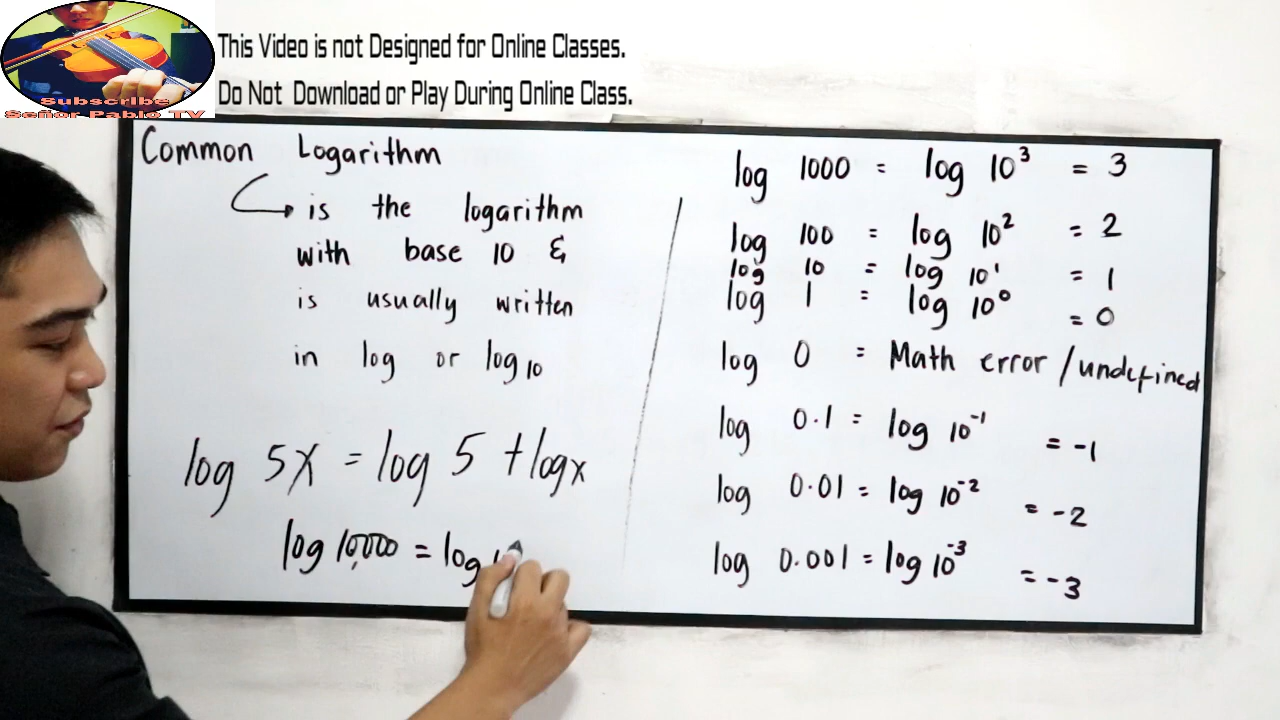 This Video is not Designed for Online Classes.
Do Not Download or Play During Online Class.
Subscribe
Señor Pablo TV
Common Logarithm
is the logarithm
with base 10 &
is usually written
in log or log₁₀
log 5x = log 5 + log x
log 10,000 = log 1
log 1000 = log 10³ = 3
log 100 = log 10² = 2
log 10 = log 10¹ = 1
log 1 = log 10⁰ = 0
log 0 = Math error / undefined
log 0.1 = log 10⁻¹ = -1
log 0.01 = log 10⁻² = -2
log 0.001 = log 10⁻³ = -3